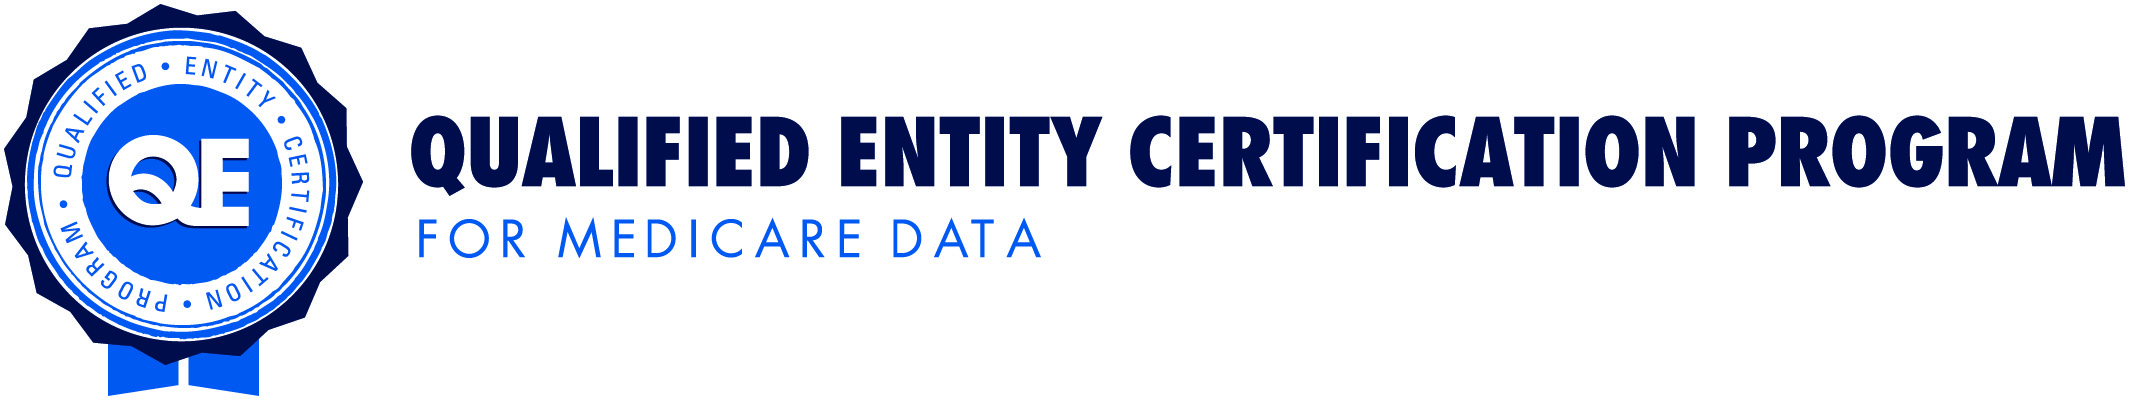 QUALIFIED • ENTITY • CERTIFICATION • PROGRAM •
QE
QUALIFIED ENTITY CERTIFICATION PROGRAM
FOR MEDICARE DATA